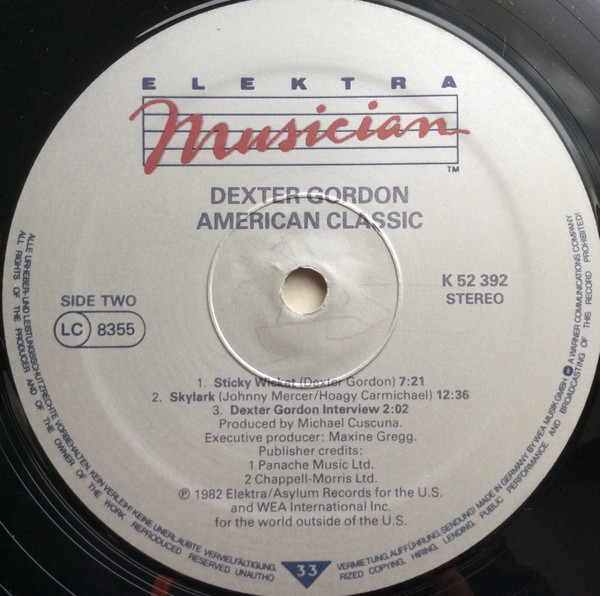 ELEKTRA
Musician
TM
DEXTER GORDON
AMERICAN CLASSIC
K 52 392
STEREO
SIDE TWO
LC 8355
1. Sticky Wicket (Dexter Gordon) 7:21
2. Skylark (Johnny Mercer/Hoagy Carmichael) 12:36
3. Dexter Gordon Interview 2:02
Produced by Michael Cuscuna.
Executive producer: Maxine Gregg.
Publisher credits:
1 Panache Music Ltd.
2 Chappell-Morris Ltd.
℗ 1982 Elektra/Asylum Records for the U.S.
and WEA International Inc.
for the world outside of the U.S.
33
ALLE URHEBER- UND LEISTUNGSSCHUTZRECHTE VORBEHALTEN. KEIN VERLEIH! KEINE UNERLAUBTE VERVIELFÄLTIGUNG, VERMIETUNG, AUFFÜHRUNG, SENDUNG! MADE IN GERMANY BY WEA MUSIK GMBH A WARNER COMMUNICATIONS COMPANY
ALL RIGHTS OF THE PRODUCER AND OF THE OWNER OF THE WORK REPRODUCED RESERVED UNAUTHORIZED COPYING, HIRING, LENDING, PUBLIC PERFORMANCE AND BROADCASTING OF THIS RECORD PROHIBITED!